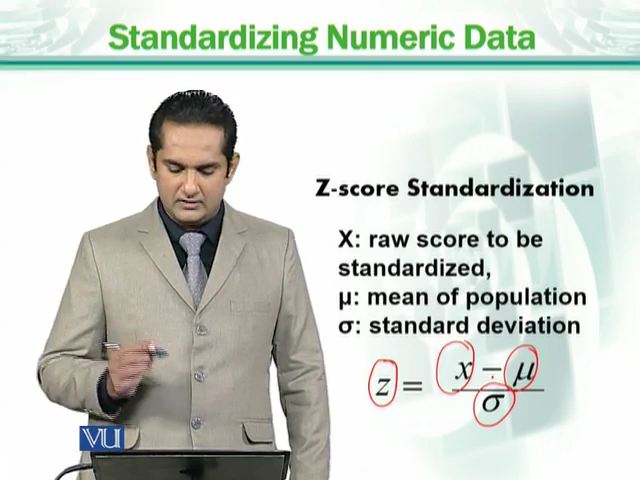 Standardizing Numeric Data
Z-score Standardization
X: raw score to be
standardized,
μ: mean of population
σ: standard deviation
z = x − μ
σ
VU